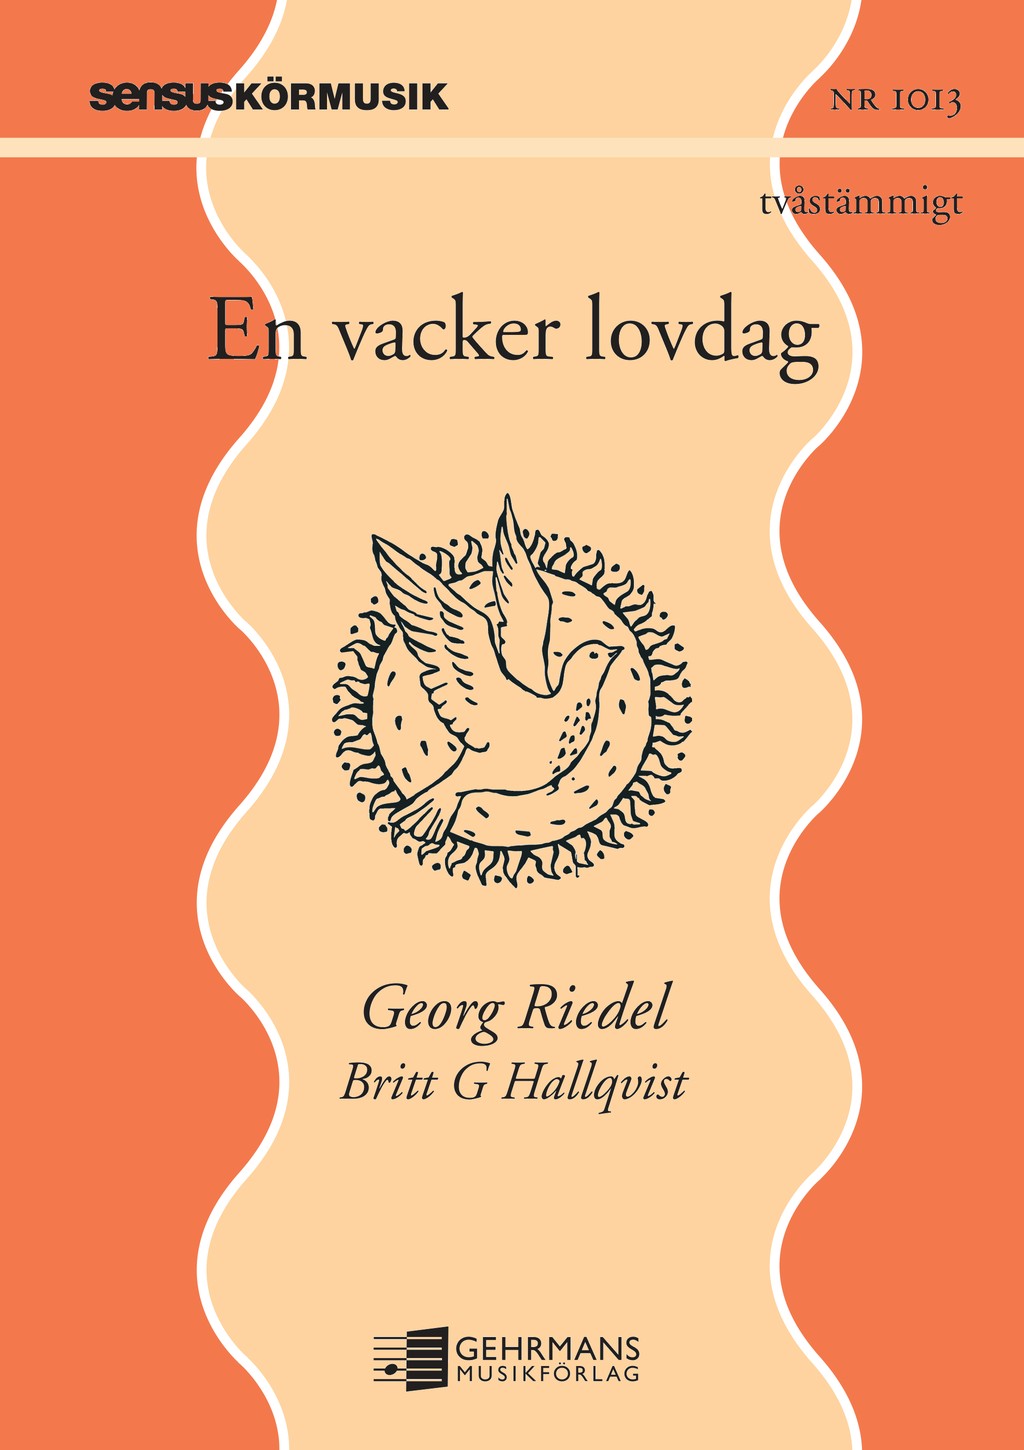 sensusKÖRMUSIK
NR 1013
tvåstämmigt
En vacker lovdag
Georg Riedel
Britt G Hallqvist
GEHRMANS
MUSIKFÖRLAG